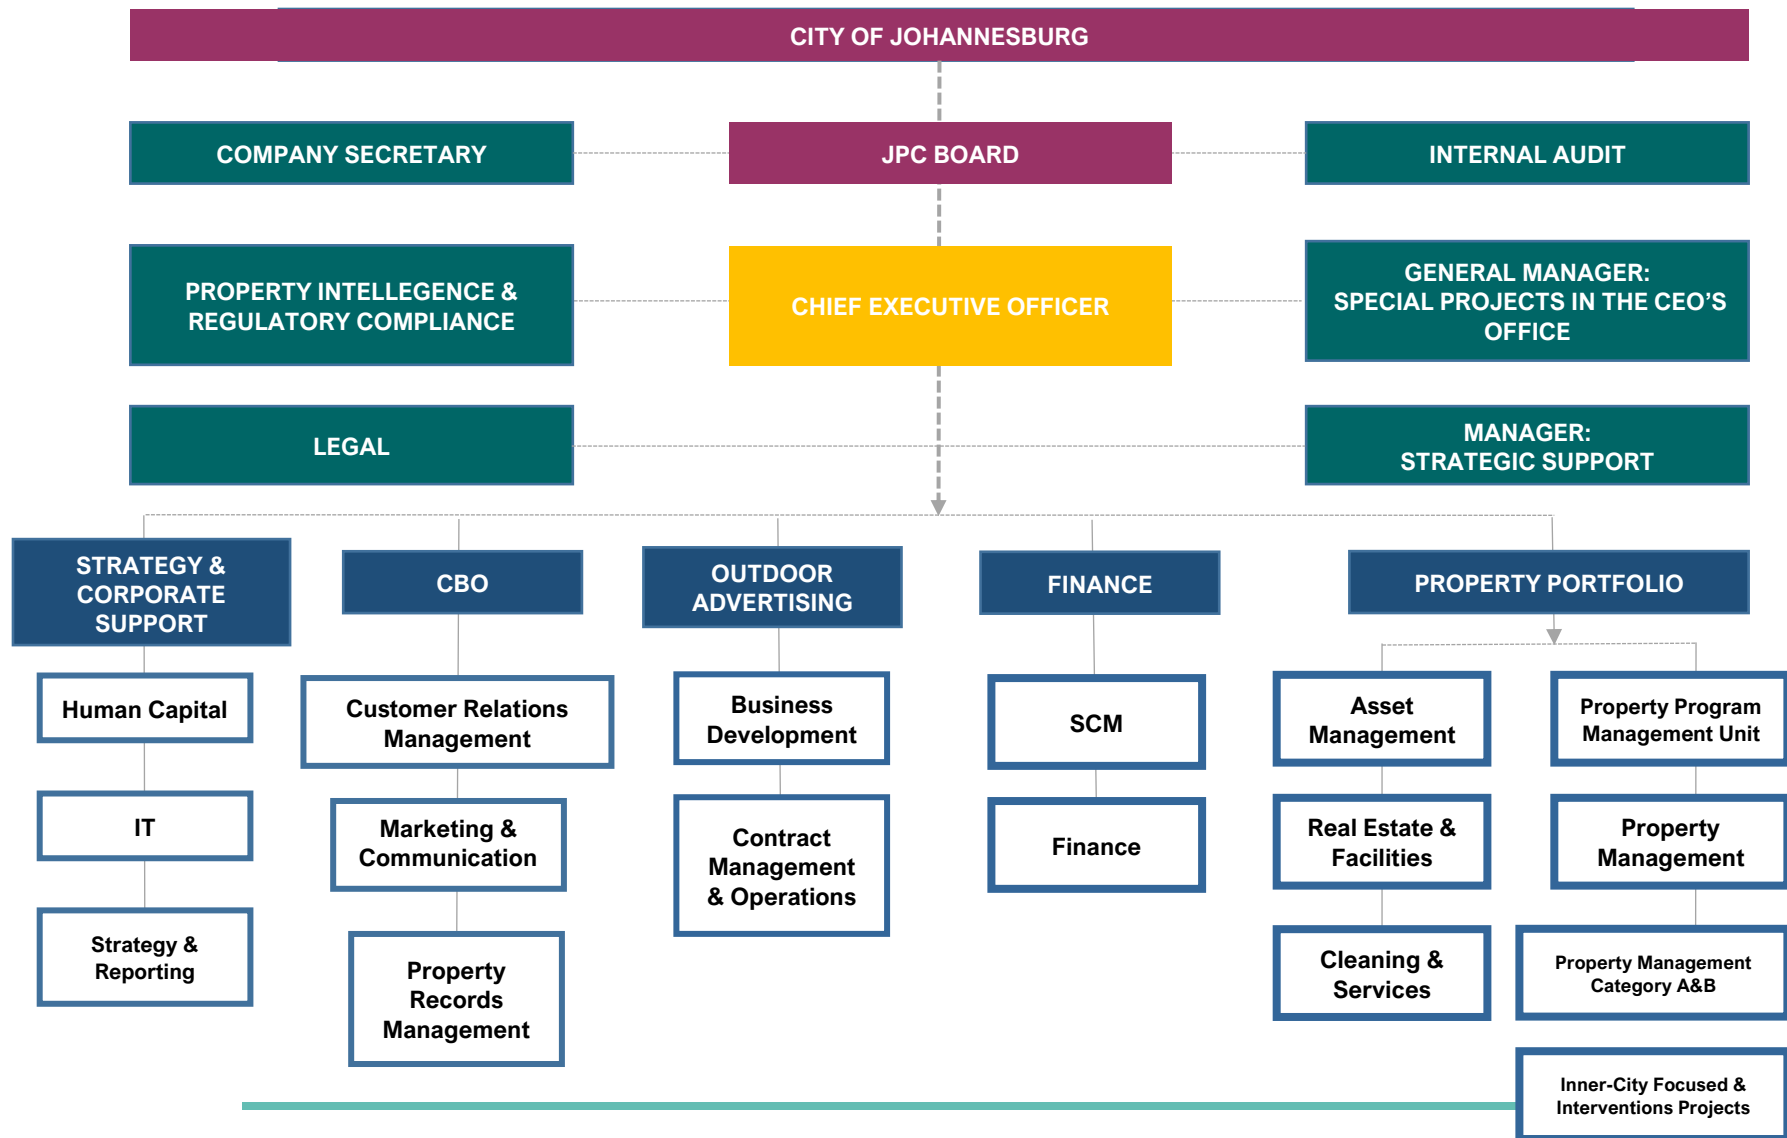 CITY OF JOHANNESBURG
COMPANY SECRETARY
JPC BOARD
INTERNAL AUDIT
PROPERTY INTELLEGENCE &
REGULATORY COMPLIANCE
CHIEF EXECUTIVE OFFICER
GENERAL MANAGER:
SPECIAL PROJECTS IN THE CEO’S
OFFICE
LEGAL
MANAGER:
STRATEGIC SUPPORT
STRATEGY &
CORPORATE
SUPPORT
CBO
OUTDOOR
ADVERTISING
FINANCE
PROPERTY PORTFOLIO
Human Capital
Customer Relations
Management
Business
Development
SCM
Asset
Management
Property Program
Management Unit
IT
Marketing &
Communication
Contract
Management
& Operations
Finance
Real Estate &
Facilities
Property
Management
Strategy &
Reporting
Property
Records
Management
Cleaning &
Services
Property Management
Category A&B
Inner-City Focused &
Interventions Projects